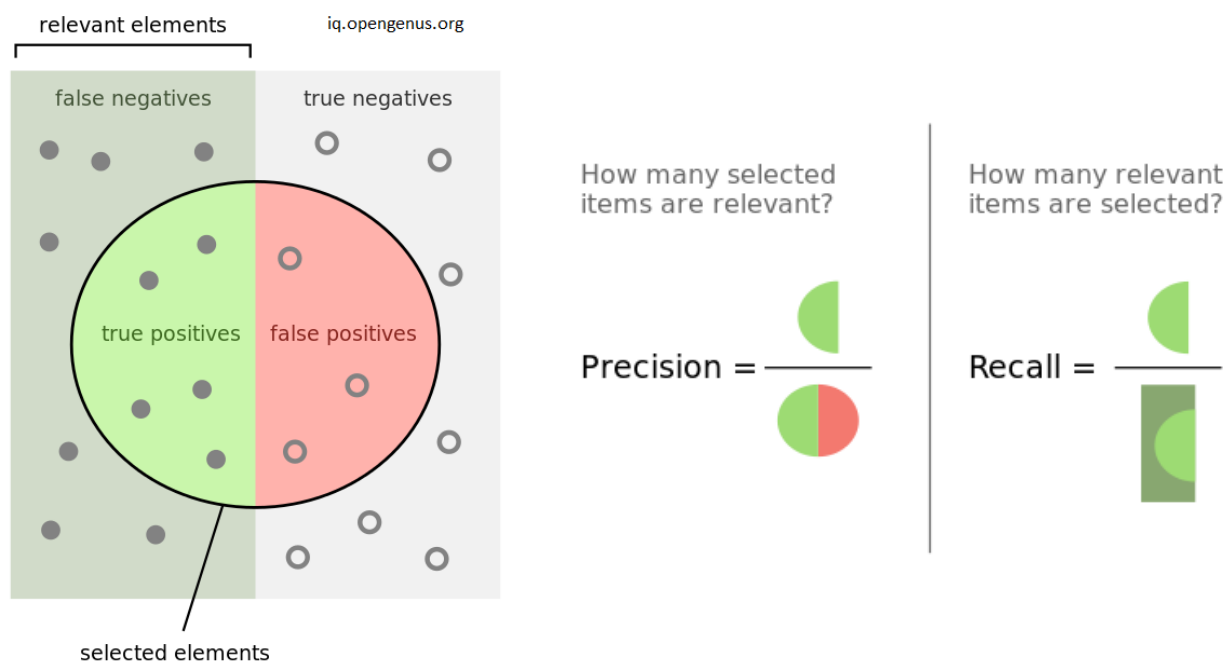 relevant elements
iq.opengenus.org
false negatives
true negatives
true positives
false positives
selected elements
How many selected
items are relevant?
Precision =
How many relevant
items are selected?
Recall =